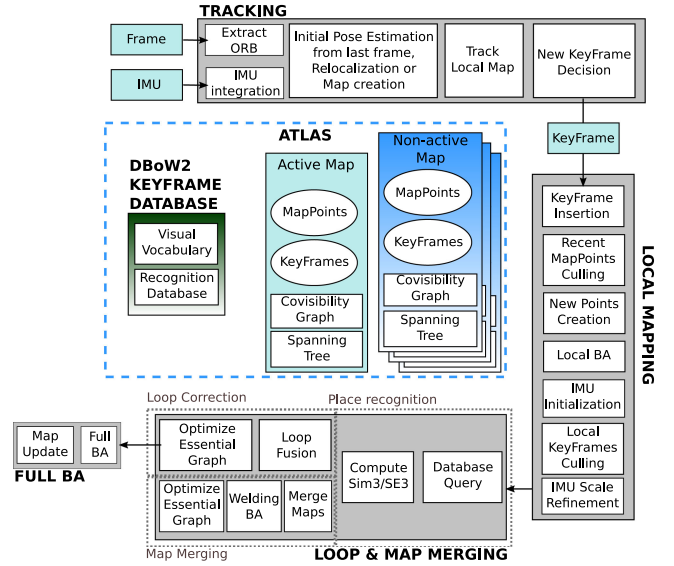 TRACKING
Frame
IMU
Extract
ORB
IMU
integration
Initial Pose Estimation
from last frame,
Relocalization or
Map creation
Track
Local Map
New KeyFrame
Decision
KeyFrame
ATLAS
DBoW2
KEYFRAME
DATABASE
Visual
Vocabulary
Recognition
Database
Active Map
MapPoints
KeyFrames
Covisibility
Graph
Spanning
Tree
Non-active
Map
MapPoints
KeyFrames
Covisibility
Graph
Spanning
Tree
LOCAL MAPPING
KeyFrame
Insertion
Recent
MapPoints
Culling
New Points
Creation
Local BA
IMU
Initialization
Local
KeyFrames
Culling
IMU Scale
Refinement
Loop Correction
Place recognition
Optimize
Essential
Graph
Loop
Fusion
Compute
Sim3/SE3
Database
Query
Optimize
Essential
Graph
Welding
BA
Merge
Maps
Map Merging
LOOP & MAP MERGING
Map
Update
Full
BA
FULL BA